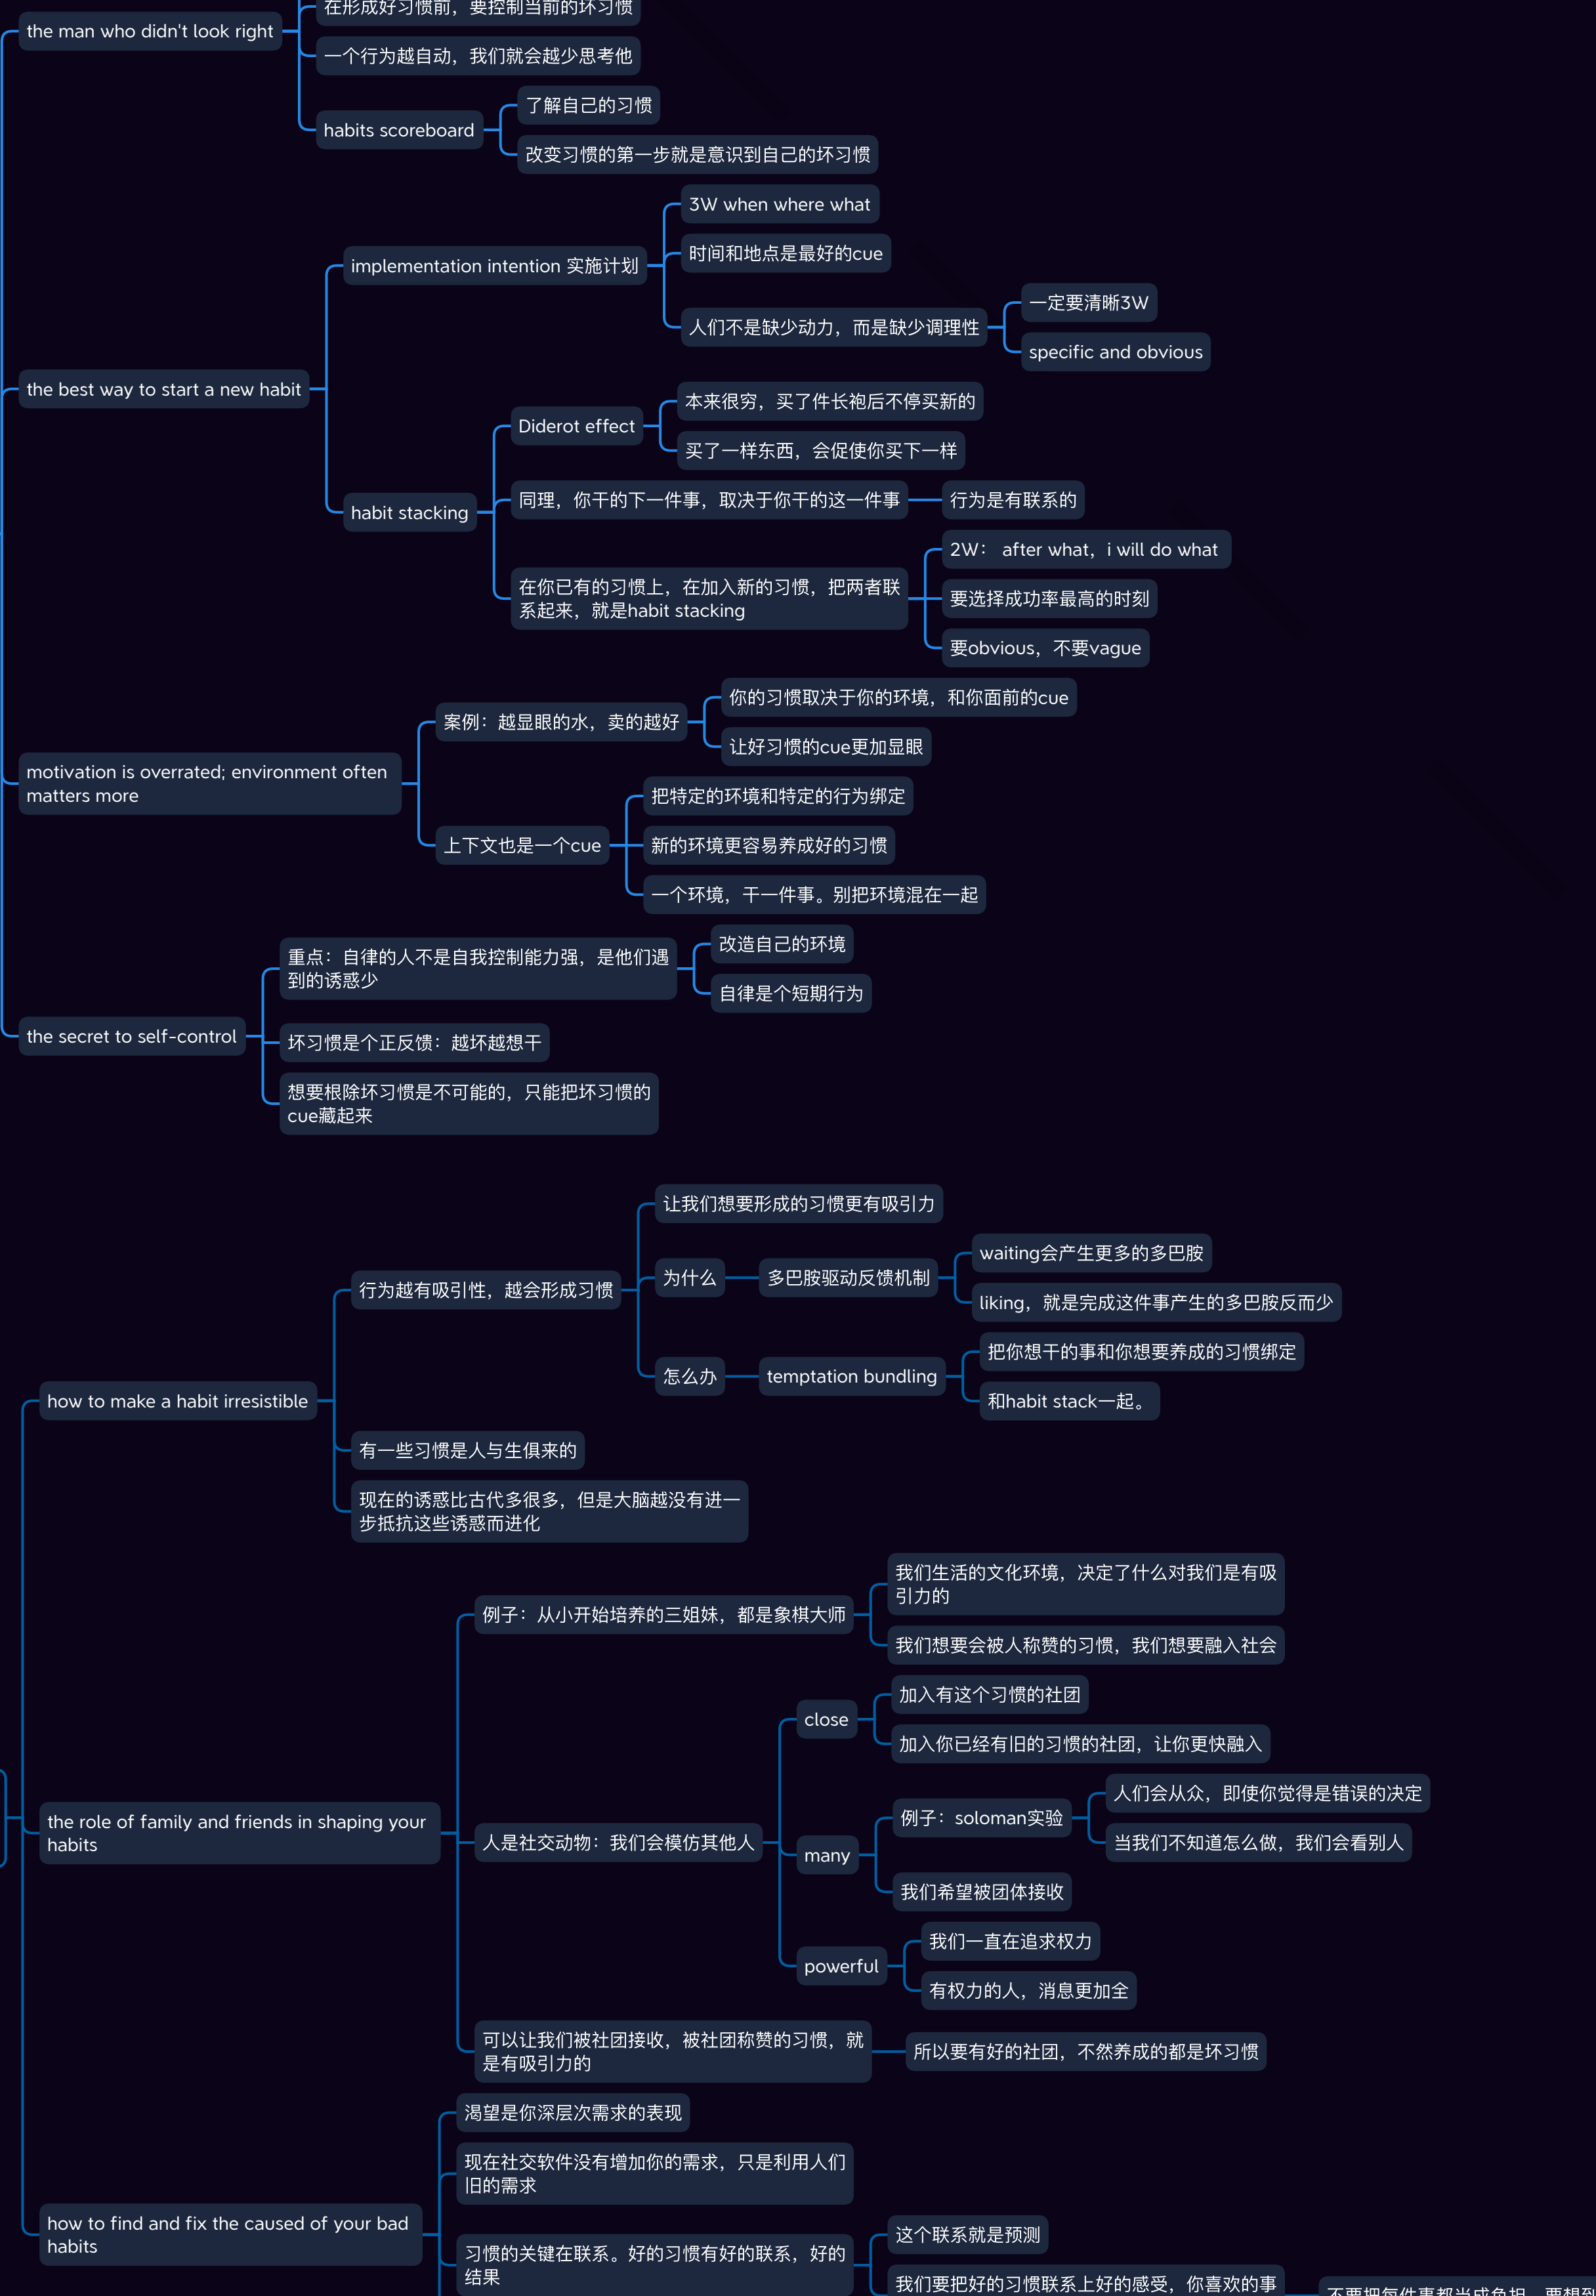 在形成好习惯前，要控制当前的坏习惯
the man who didn't look right
一个行为越自动，我们就会越少思考他
了解自己的习惯
habits scoreboard
改变习惯的第一步就是意识到自己的坏习惯
3W when where what
时间和地点是最好的cue
implementation intention 实施计划
一定要清晰3W
人们不是缺少动力，而是缺少调理性
specific and obvious
the best way to start a new habit
本来很穷，买了件长袍后不停买新的
Diderot effect
买了一样东西，会促使你买下一样
同理，你干的下一件事，取决于你干的这一件事
行为是有联系的
habit stacking
2W： after what，i will do what
在你已有的习惯上，在加入新的习惯，把两者联
系起来，就是habit stacking
要选择成功率最高的时刻
要obvious，不要vague
你的习惯取决于你的环境，和你面前的cue
案例：越显眼的水，卖的越好
让好习惯的cue更加显眼
motivation is overrated; environment often
matters more
把特定的环境和特定的行为绑定
上下文也是一个cue
新的环境更容易养成好的习惯
一个环境，干一件事。别把环境混在一起
重点：自律的人不是自我控制能力强，是他们遇
到的诱惑少
改造自己的环境
自律是个短期行为
the secret to self-control
坏习惯是个正反馈：越坏越想干
想要根除坏习惯是不可能的，只能把坏习惯的
cue藏起来
让我们想要形成的习惯更有吸引力
waiting会产生更多的多巴胺
行为越有吸引性，越会形成习惯
为什么
多巴胺驱动反馈机制
liking，就是完成这件事产生的多巴胺反而少
把你想干的事和你想要养成的习惯绑定
怎么办
temptation bundling
和habit stack一起。
how to make a habit irresistible
有一些习惯是人与生俱来的
现在的诱惑比古代多很多，但是大脑越没有进一
步抵抗这些诱惑而进化
我们生活的文化环境，决定了什么对我们是有吸
引力的
例子：从小开始培养的三姐妹，都是象棋大师
我们想要会被人称赞的习惯，我们想要融入社会
加入有这个习惯的社团
close
加入你已经有旧的习惯的社团，让你更快融入
人们会从众，即使你觉得是错误的决定
例子：soloman实验
the role of family and friends in shaping your
habits
人是社交动物：我们会模仿其他人
当我们不知道怎么做，我们会看别人
many
我们希望被团体接收
我们一直在追求权力
powerful
有权力的人，消息更加全
可以让我们被社团接收，被社团称赞的习惯，就
是有吸引力的
所以要有好的社团，不然养成的都是坏习惯
渴望是你深层次需求的表现
现在社交软件没有增加你的需求，只是利用人们
旧的需求
how to find and fix the caused of your bad
habits
这个联系就是预测
习惯的关键在联系。好的习惯有好的联系，好的
结果
我们要把好的习惯联系上好的感受，你喜欢的事